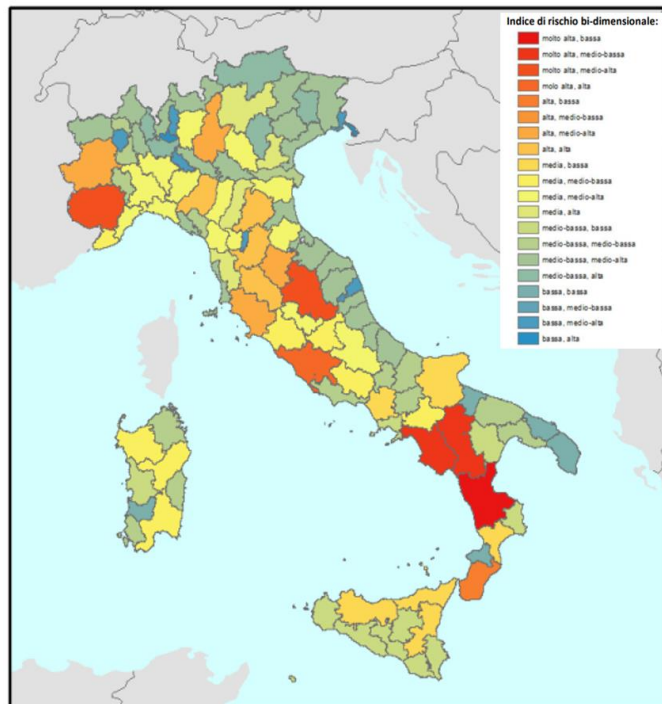 Indice di rischio bi-dimensionale:
molto alta, bassa
molto alta, medio-bassa
molto alta, medio-alta
molo alta, alta
alta, bassa
alta, medio-bassa
alta, medio-alta
alta, alta
media, bassa
media, medio-bassa
media, medio-alta
media, alta
medio-bassa, bassa
medio-bassa, medio-bassa
medio-bassa, medio-alta
medio-bassa, alta
bassa, bassa
bassa, medio-bassa
bassa, medio-alta
bassa, alta